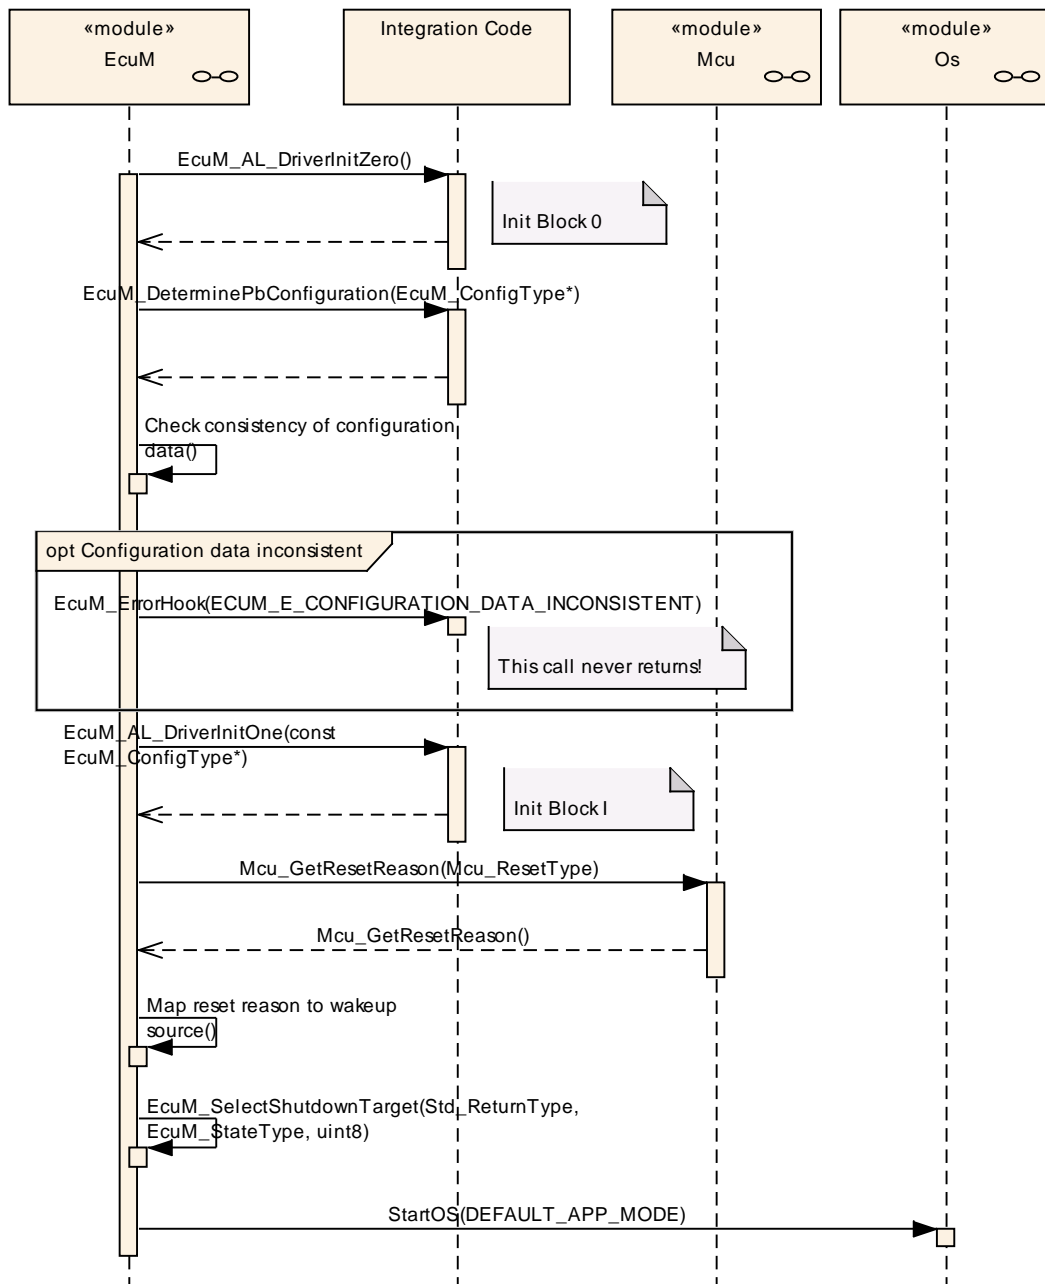 «module»
EcuM
Integration Code
«module»
Mcu
«module»
Os
EcuM_AL_DriverInitZero()
Init Block 0
EcuM_DeterminePbConfiguration(EcuM_ConfigType*)
Check consistency of configuration
data()
opt Configuration data inconsistent
EcuM_ErrorHook(ECUM_E_CONFIGURATION_DATA_INCONSISTENT)
This call never returns!
EcuM_AL_DriverInitOne(const
EcuM_ConfigType*)
Init Block I
Mcu_GetResetReason(Mcu_ResetType)
Mcu_GetResetReason()
Map reset reason to wakeup
source()
EcuM_SelectShutdownTarget(Std_ReturnType,
EcuM_StateType, uint8)
StartOS(DEFAULT_APP_MODE)